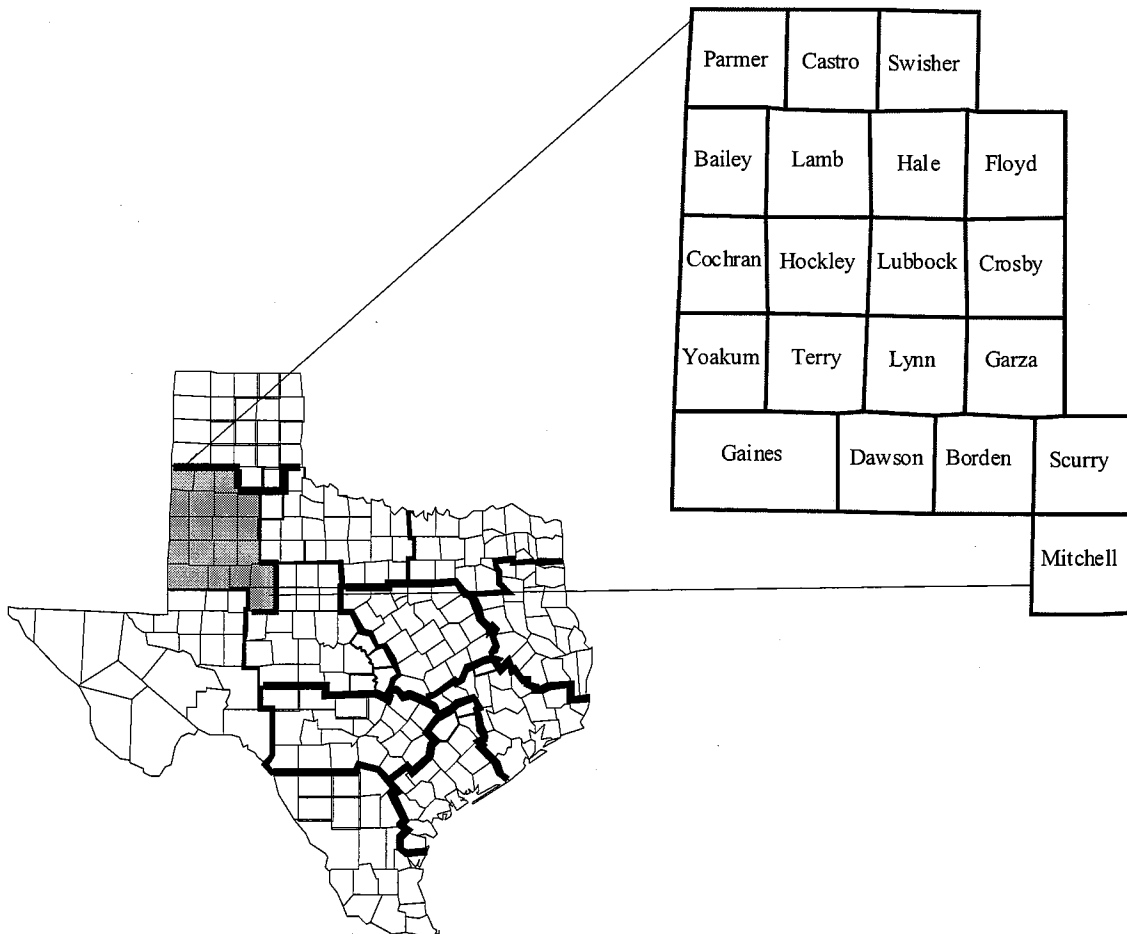 Parmer Castro Swisher
Bailey Lamb Hale Floyd
Cochran Hockley Lubbock Crosby
Yoakum Terry Lynn Garza
Gaines Dawson Borden Scurry
Mitchell